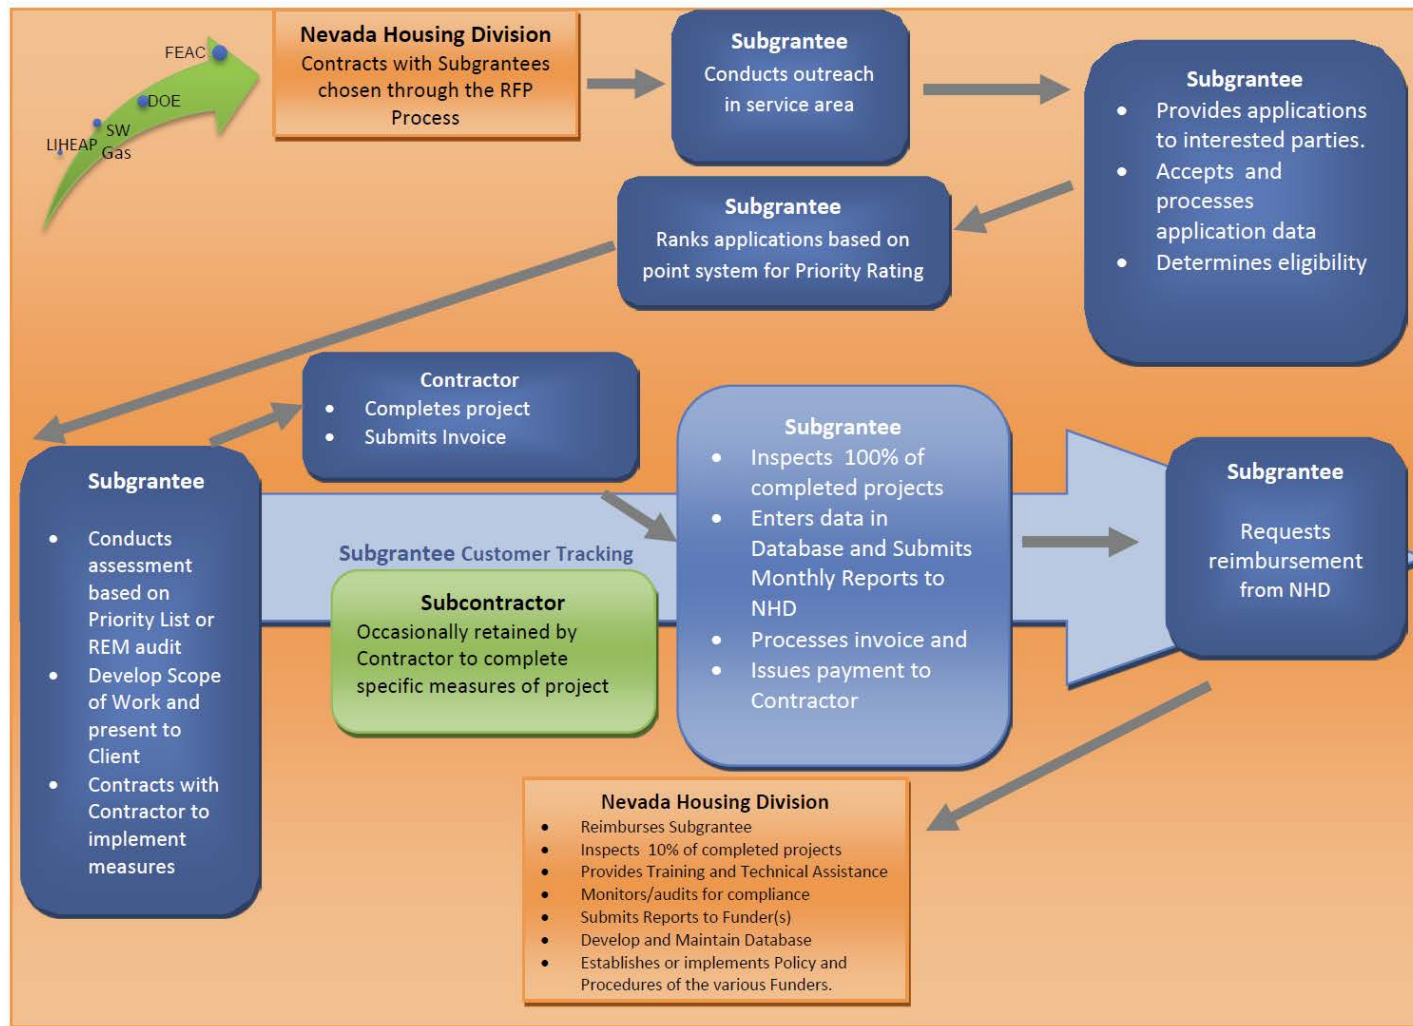 FEAC
DOE
SW
LIHEAP
Gas
Nevada Housing Division
Contracts with Subgrantees
chosen through the RFP
Process
Subgrantee
Conducts outreach
in service area
Subgrantee
• Provides applications
to interested parties.
• Accepts and
processes
application data
• Determines eligibility
Subgrantee
Ranks applications based on
point system for Priority Rating
Subgrantee
• Conducts
assessment
based on
Priority List or
REM audit
• Develop Scope
of Work and
present to
Client
• Contracts with
Contractor to
implement
measures
Contractor
• Completes project
• Submits Invoice
Subgrantee Customer Tracking
Subcontractor
Occasionally retained by
Contractor to complete
specific measures of project
Subgrantee
• Inspects 100% of
completed projects
• Enters data in
Database and Submits
Monthly Reports to
NHD
• Processes invoice and
• Issues payment to
Contractor
Subgrantee
Requests
reimbursement
from NHD
Nevada Housing Division
• Reimburses Subgrantee
• Inspects 10% of completed projects
• Provides Training and Technical Assistance
• Monitors/audits for compliance
• Submits Reports to Funder(s)
• Develop and Maintain Database
• Establishes or implements Policy and
Procedures of the various Funders.